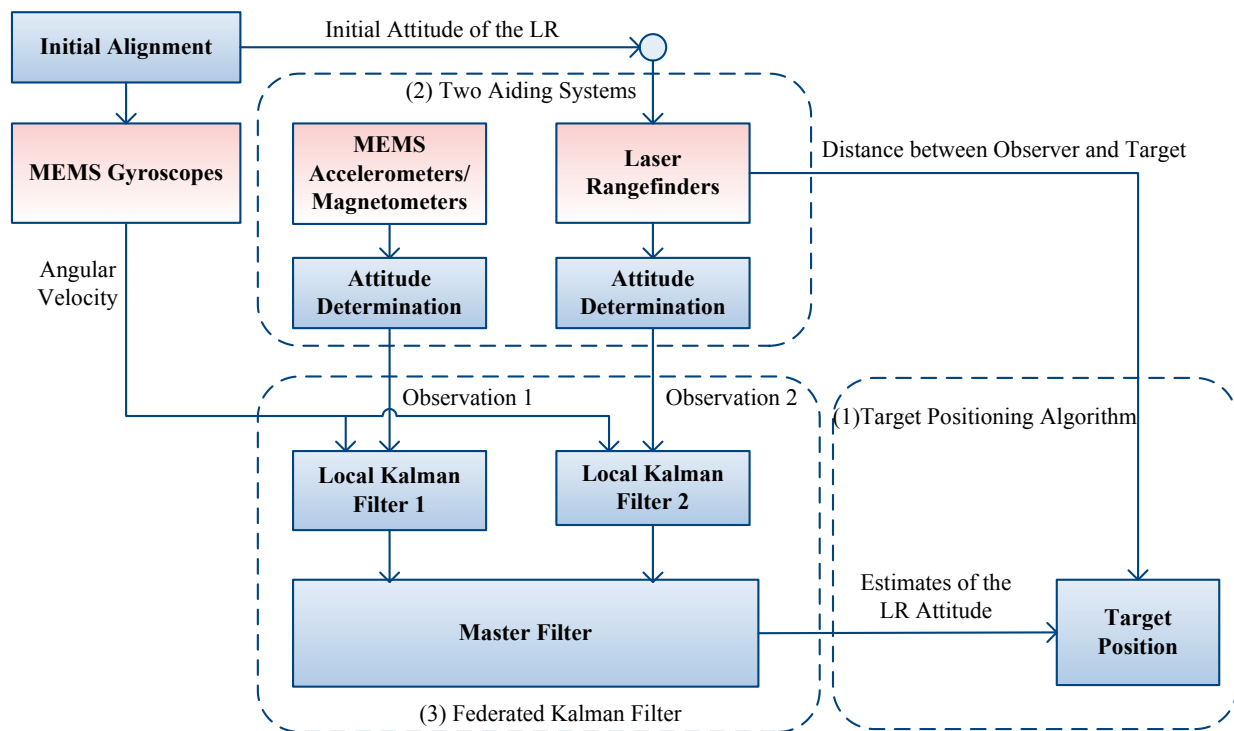 Initial Alignment
Initial Attitude of the LR
(2) Two Aiding Systems
MEMS Gyroscopes
MEMS
Accelerometers/
Magnetometers
Laser
Rangefinders
Distance between Observer and Target
Angular
Velocity
Attitude
Determination
Attitude
Determination
Observation 1
Observation 2
(1)Target Positioning Algorithm
Local Kalman
Filter 1
Local Kalman
Filter 2
Master Filter
Estimates of the
LR Attitude
Target
Position
(3) Federated Kalman Filter